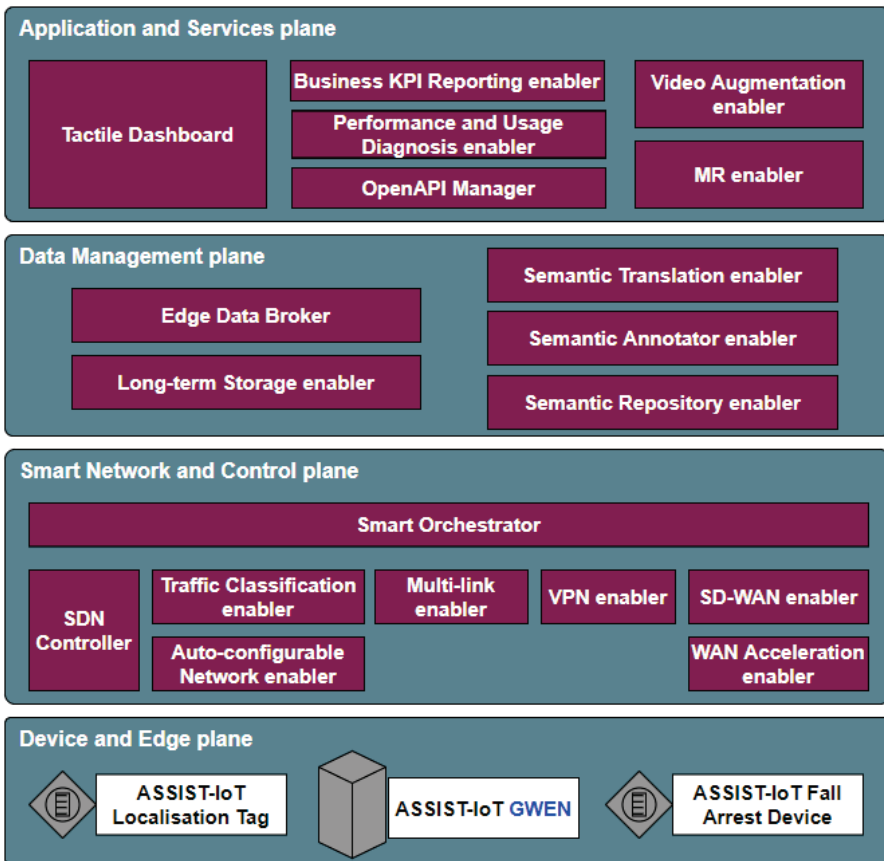 Application and Services plane
Tactile Dashboard
Business KPI Reporting enabler
Performance and Usage
Diagnosis enabler
OpenAPI Manager
Video Augmentation
enabler
MR enabler
Data Management plane
Edge Data Broker
Long-term Storage enabler
Semantic Translation enabler
Semantic Annotator enabler
Semantic Repository enabler
Smart Network and Control plane
Smart Orchestrator
SDN
Controller
Traffic Classification
enabler
Auto-configurable
Network enabler
Multi-link
enabler
VPN enabler
SD-WAN enabler
WAN Acceleration
enabler
Device and Edge plane
ASSIST-IoT
Localisation Tag
ASSIST-IoT GWEN
ASSIST-IoT Fall
Arrest Device